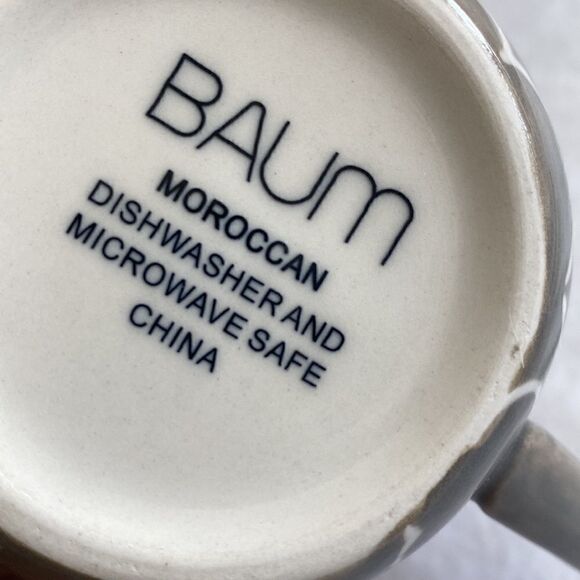 BAUM
MOROCCAN
DISHWASHER AND
MICROWAVE SAFE
CHINA